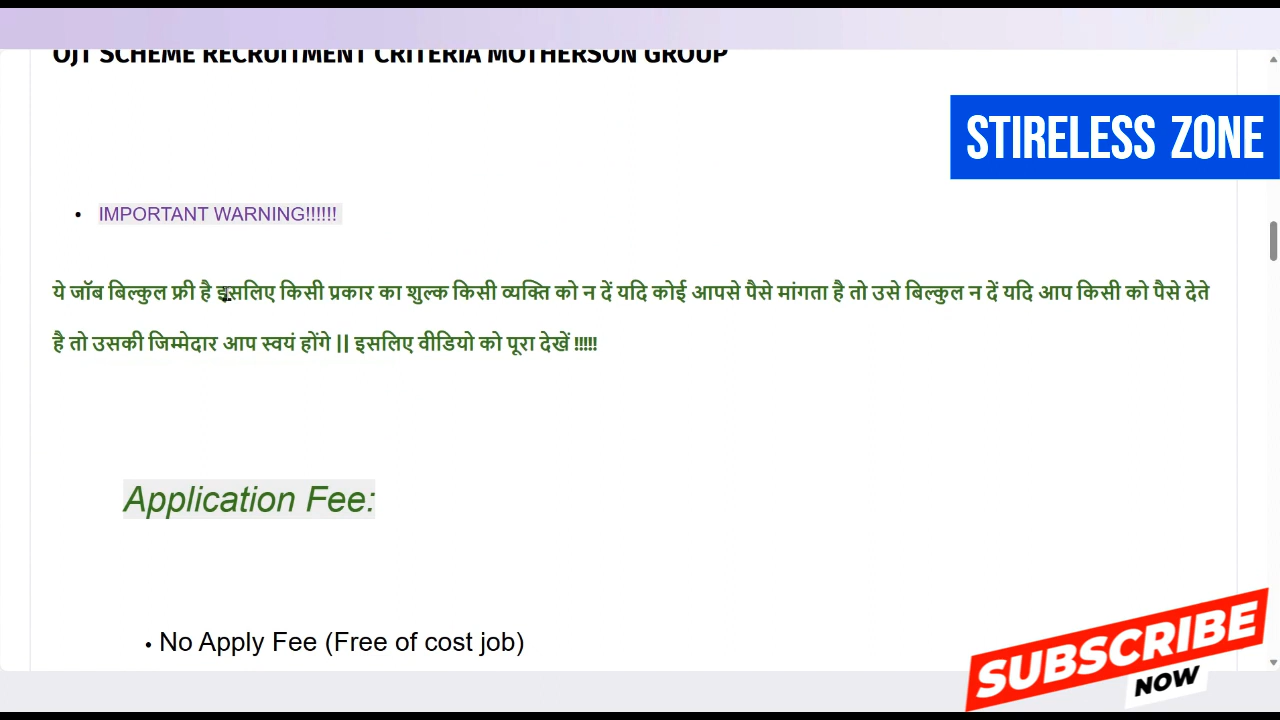 OJT SCHEME RECRUITMENT CRITERIA MOTHERSON GROUP
STIRELESS ZONE
• IMPORTANT WARNING!!!!!!
ये जॉब बिल्कुल फ्री है इसलिए किसी प्रकार का शुल्क किसी व्यक्ति को न दें यदि कोई आपसे पैसे मांगता है तो उसे बिल्कुल न दें यदि आप किसी को पैसे देते
है तो उसकी जिम्मेदार आप स्वयं होंगे || इसलिए वीडियो को पूरा देखें !!!!!
Application Fee:
• No Apply Fee (Free of cost job)
SUBSCRIBE
NOW